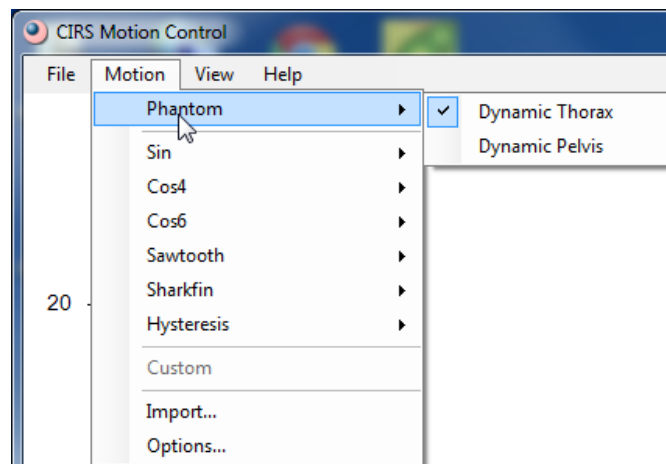 CIRS Motion Control
File Motion View Help
Phantom
Dynamic Thorax
Dynamic Pelvis
Sin
Cos4
Cos6
Sawtooth
20
Sharkfin
Hysteresis
Custom
Import...
Options...